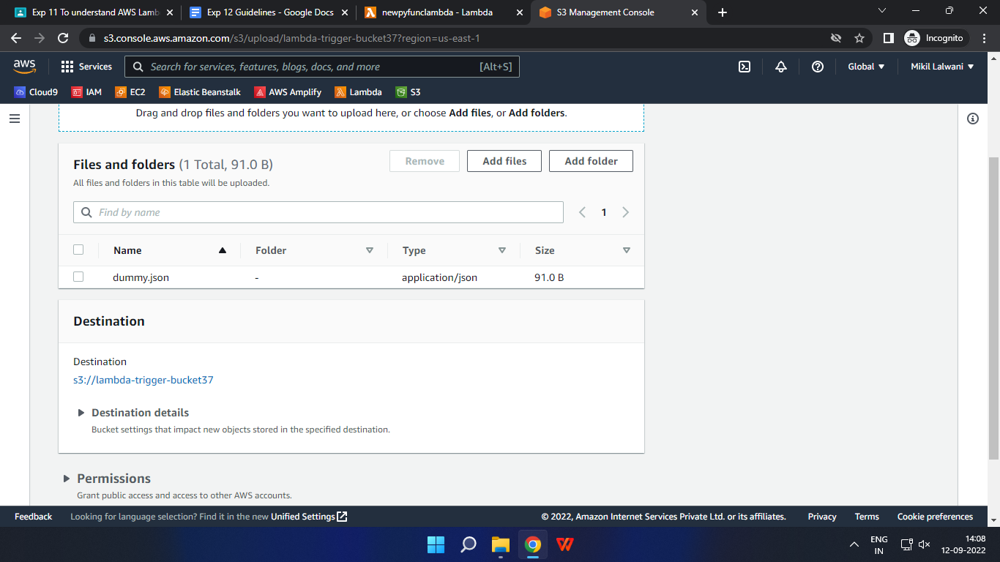 Exp 11 To understand AWS Lamb
Exp 12 Guidelines - Google Docs
newpyfunclambda - Lambda
S3 Management Console
s3.console.aws.amazon.com/s3/upload/lambda-trigger-bucket37?region=us-east-1
Incognito
aws
Services
Search for services, features, blogs, docs, and more
[Alt+S]
Global
Mikil Lalwani
Cloud9
IAM
EC2
Elastic Beanstalk
AWS Amplify
Lambda
S3
Drag and drop files and folders you want to upload here, or choose Add files, or Add folders.
Files and folders (1 Total, 91.0 B)
Remove
Add files
Add folder
All files and folders in this table will be uploaded.
Find by name
1
Name
Folder
Type
Size
dummy.json
-
application/json
91.0 B
Destination
Destination
s3://lambda-trigger-bucket37
Destination details
Bucket settings that impact new objects stored in the specified destination.
Permissions
Grant public access and access to other AWS accounts.
Feedback
Looking for language selection? Find it in the new Unified Settings
© 2022, Amazon Internet Services Private Ltd. or its affiliates.
Privacy
Terms
Cookie preferences
ENG
IN
14:08
12-09-2022